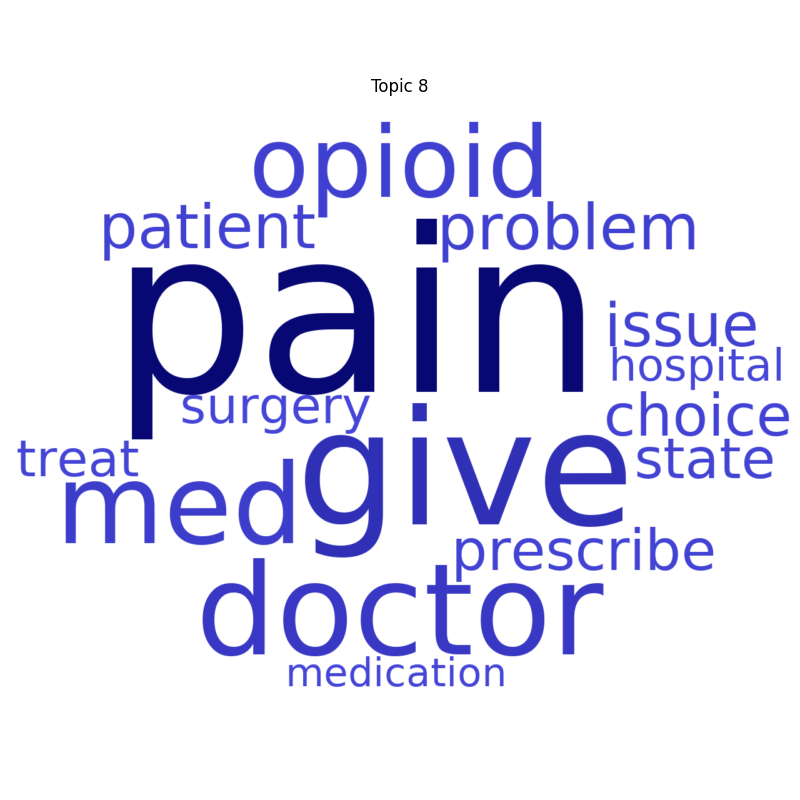 Topic 8
opioid
patient problem
pain
issue
hospital
surgery choice
treat state
med give
prescribe
doctor
medication